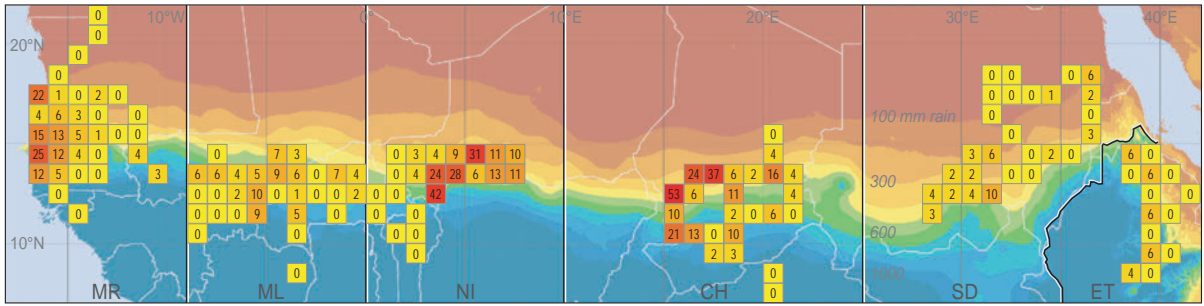 10°W 0° 10°E 20°E 30°E 40°E
0
0
20°N
0
0 0 0 0 6
22 1 0 2 0 0 0 0 1 2
4 6 3 0 0 100 mm rain 0 0
15 13 5 1 0 0 0 0 3
25 12 4 0 4 0 7 3 0 3 4 9 31 11 10 4 3 6 0 2 0 6 0
12 5 0 0 3 6 6 4 5 9 6 0 7 4 0 4 24 28 6 13 11 24 37 6 2 16 4 300 2 2 0 0 0 0
0 0 0 2 10 0 1 0 0 2 0 0 42 53 6 11 4 4 2 4 10 0 0 0
0 0 0 0 9 5 0 0 0 10 2 0 6 0 3 6 0
10°N 0 0 0 0 21 13 0 10 600 0 0
0 2 3 6 0
0 0 1000 4 0
MR ML NI CH 0 SD ET